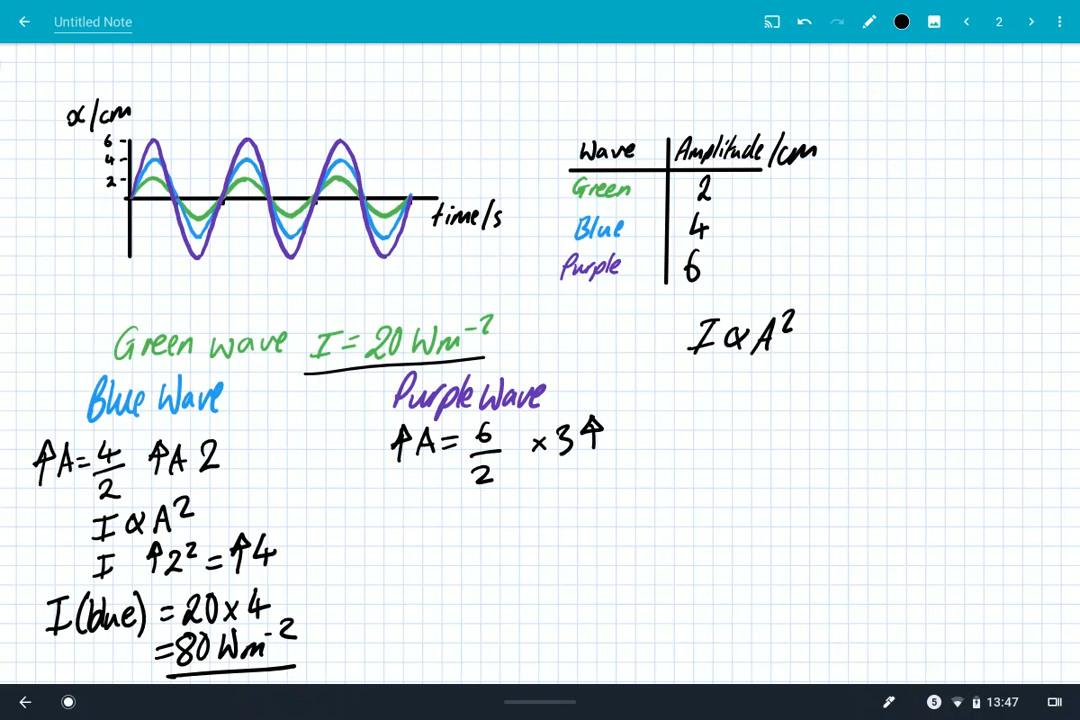 Untitled Note
2
x/cm
6
4
2
time/s
Wave Amplitude/cm
Green 2
Blue 4
Purple 6
I ∝ A²
Green wave I = 20 Wm⁻²
Blue Wave
↑A = 4/2 ↑A 2
I ∝ A²
I ↑2² = ↑4
I(blue) = 20 × 4
= 80 Wm⁻²
Purple Wave
↑A = 6/2 × 3↑
5
13:47